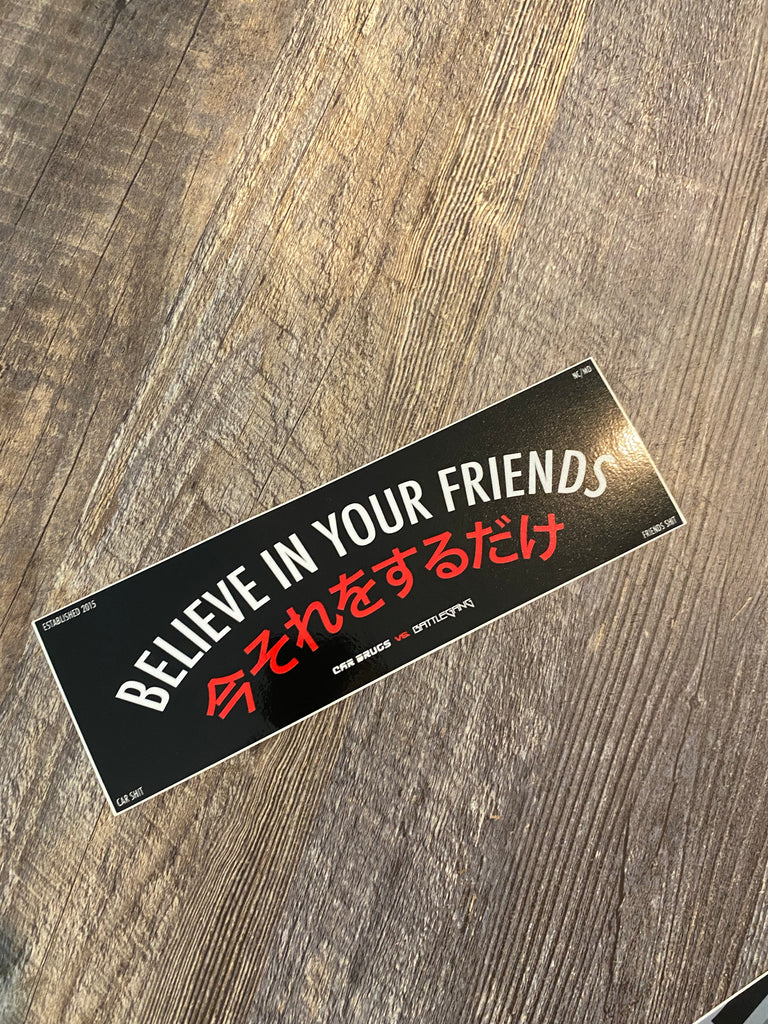 ESTABLISHED 2015
NC/MD
BELIEVE IN YOUR FRIENDS
今それをするだけ
CAR DRUGS VS. BATTLEGANG
CAR SHIT
FRIENDS SHIT